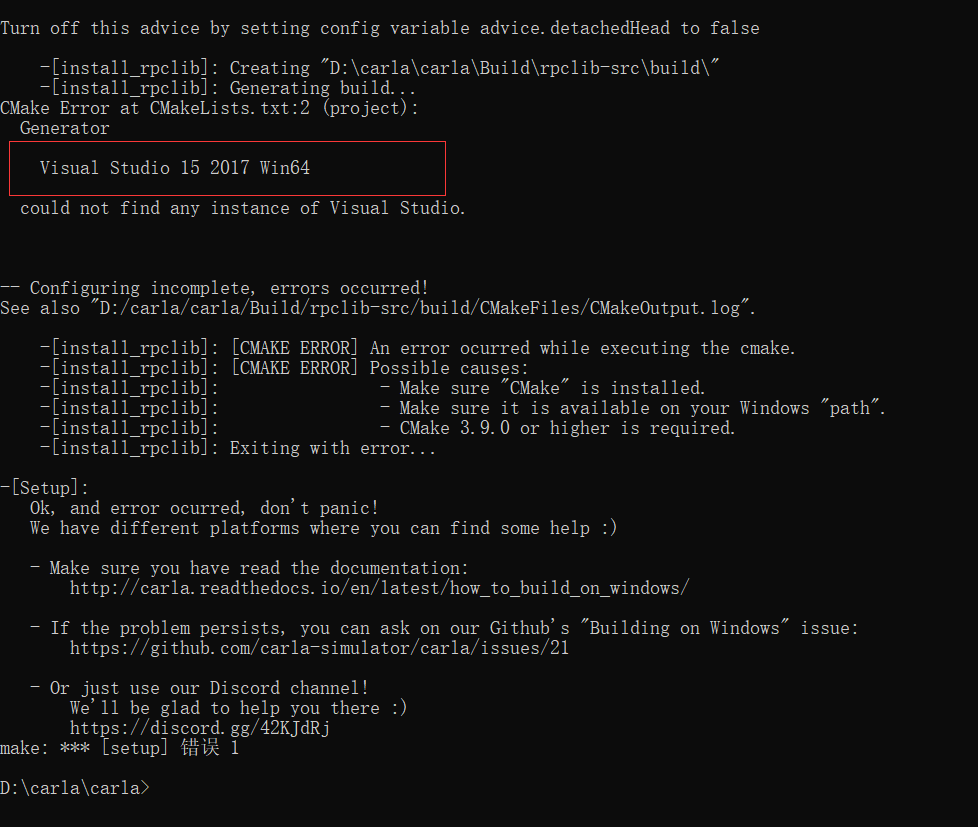 Turn off this advice by setting config variable advice.detachedHead to false
-[install_rpclib]: Creating "D:\carla\carla\Build\rpclib-src\build\"
-[install_rpclib]: Generating build...
CMake Error at CMakeLists.txt:2 (project):
Generator
Visual Studio 15 2017 Win64
could not find any instance of Visual Studio.
-- Configuring incomplete, errors occurred!
See also "D:/carla/carla/Build/rpclib-src/build/CMakeFiles/CMakeOutput.log".
-[install_rpclib]: [CMAKE ERROR] An error ocurred while executing the cmake.
-[install_rpclib]: [CMAKE ERROR] Possible causes:
-[install_rpclib]: - Make sure "CMake" is installed.
-[install_rpclib]: - Make sure it is available on your Windows "path".
-[install_rpclib]: - CMake 3.9.0 or higher is required.
-[install_rpclib]: Exiting with error...
-[Setup]:
Ok, and error ocurred, don't panic!
We have different platforms where you can find some help :)
- Make sure you have read the documentation:
http://carla.readthedocs.io/en/latest/how_to_build_on_windows/
- If the problem persists, you can ask on our Github's "Building on Windows" issue:
https://github.com/carla-simulator/carla/issues/21
- Or just use our Discord channel!
We'll be glad to help you there :)
https://discord.gg/42KJdRj
make: *** [setup] 错误 1
D:\carla\carla>